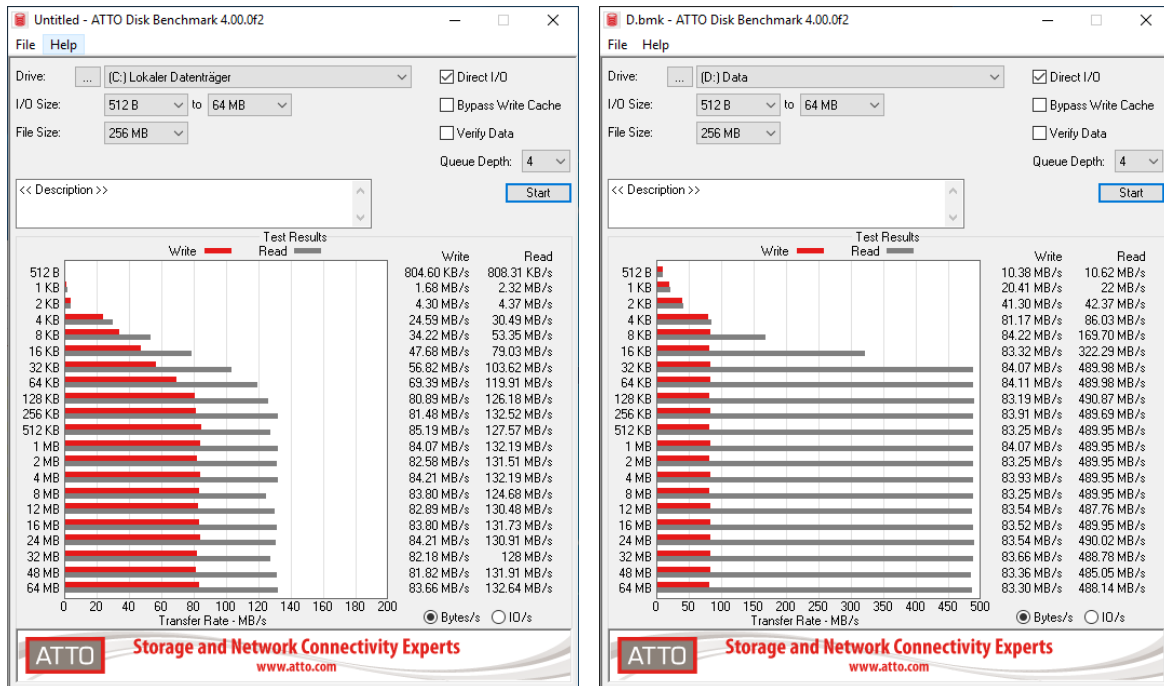 Untitled - ATTO Disk Benchmark 4.00.0f2
File Help
Drive: ... (C:) Lokaler Datenträger Direct I/O
I/O Size: 512 B to 64 MB Bypass Write Cache
File Size: 256 MB Verify Data
Queue Depth: 4
<< Description >> Start
Test Results
Write Read Write Read
512 B 804.60 KB/s 808.31 KB/s
1 KB 1.68 MB/s 2.32 MB/s
2 KB 4.30 MB/s 4.37 MB/s
4 KB 24.59 MB/s 30.49 MB/s
8 KB 34.22 MB/s 53.35 MB/s
16 KB 47.68 MB/s 79.03 MB/s
32 KB 56.82 MB/s 103.62 MB/s
64 KB 69.39 MB/s 119.91 MB/s
128 KB 80.89 MB/s 126.18 MB/s
256 KB 81.48 MB/s 132.52 MB/s
512 KB 85.19 MB/s 127.57 MB/s
1 MB 84.07 MB/s 132.19 MB/s
2 MB 82.58 MB/s 131.51 MB/s
4 MB 84.21 MB/s 132.19 MB/s
8 MB 83.80 MB/s 124.68 MB/s
12 MB 82.89 MB/s 130.48 MB/s
16 MB 83.80 MB/s 131.73 MB/s
24 MB 84.21 MB/s 130.91 MB/s
32 MB 82.18 MB/s 128 MB/s
48 MB 81.82 MB/s 131.91 MB/s
64 MB 83.66 MB/s 132.64 MB/s
0 20 40 60 80 100 120 140 160 180 200
Transfer Rate - MB/s Bytes/s IO/s
ATTO Storage and Network Connectivity Experts
www.atto.com
D.bmk - ATTO Disk Benchmark 4.00.0f2
File Help
Drive: ... (D:) Data Direct I/O
I/O Size: 512 B to 64 MB Bypass Write Cache
File Size: 256 MB Verify Data
Queue Depth: 4
<< Description >> Start
Test Results
Write Read Write Read
512 B 10.38 MB/s 10.62 MB/s
1 KB 20.41 MB/s 22 MB/s
2 KB 41.30 MB/s 42.37 MB/s
4 KB 81.17 MB/s 86.03 MB/s
8 KB 84.22 MB/s 169.70 MB/s
16 KB 83.32 MB/s 322.29 MB/s
32 KB 84.07 MB/s 489.98 MB/s
64 KB 84.11 MB/s 489.98 MB/s
128 KB 83.19 MB/s 490.87 MB/s
256 KB 83.91 MB/s 489.69 MB/s
512 KB 83.25 MB/s 489.95 MB/s
1 MB 84.07 MB/s 489.95 MB/s
2 MB 83.25 MB/s 489.95 MB/s
4 MB 83.93 MB/s 489.95 MB/s
8 MB 83.25 MB/s 489.95 MB/s
12 MB 83.54 MB/s 487.76 MB/s
16 MB 83.52 MB/s 489.95 MB/s
24 MB 83.54 MB/s 490.02 MB/s
32 MB 83.66 MB/s 488.78 MB/s
48 MB 83.36 MB/s 485.05 MB/s
64 MB 83.30 MB/s 488.14 MB/s
0 50 100 150 200 250 300 350 400 450 500
Transfer Rate - MB/s Bytes/s IO/s
ATTO Storage and Network Connectivity Experts
www.atto.com